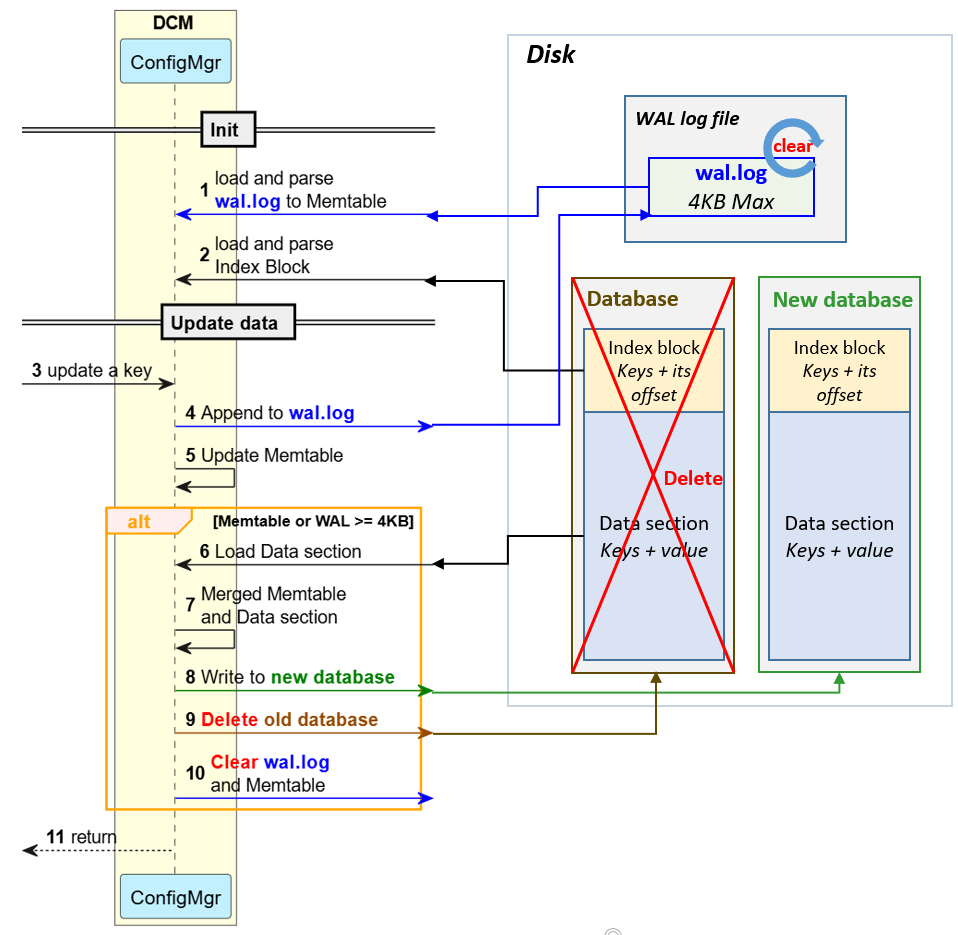 DCM
ConfigMgr
Disk
WAL log file
clear
wal.log
4KB Max
Init
1 load and parse
wal.log to Memtable
2 load and parse
Index Block
Database
New database
Update data
Index block
Keys + its
offset
Index block
Keys + its
offset
3 update a key
4 Append to wal.log
5 Update Memtable
Delete
alt
[Memtable or WAL >= 4KB]
Data section
Keys + value
Data section
Keys + value
6 Load Data section
7 Merged Memtable
and Data section
8 Write to new database
9 Delete old database
10 Clear wal.log
and Memtable
11 return
ConfigMgr